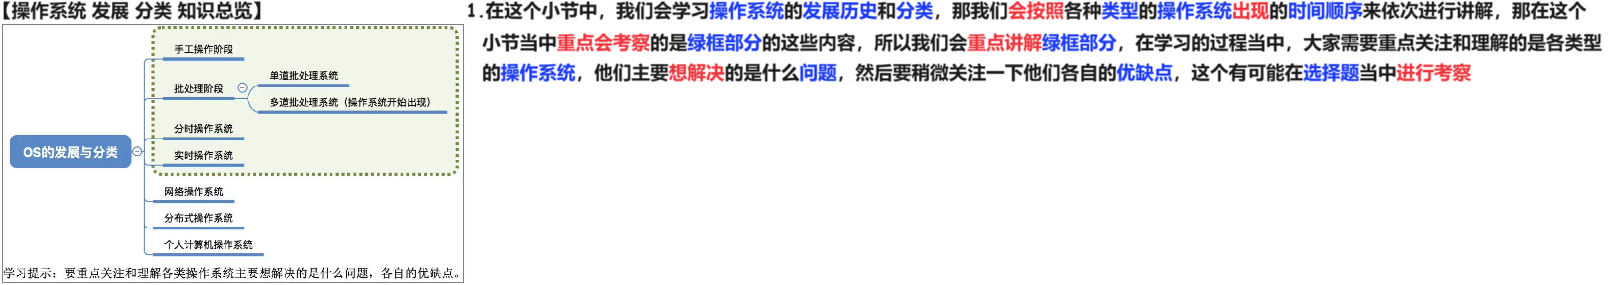 【操作系统 发展 分类 知识总览】
手工操作阶段
单道批处理系统
批处理阶段
多道批处理系统（操作系统开始出现）
分时操作系统
OS的发展与分类
实时操作系统
网络操作系统
分布式操作系统
个人计算机操作系统
学习提示：要重点关注和理解各类操作系统主要想解决的是什么问题，各自的优缺点。
1.在这个小节中，我们会学习操作系统的发展历史和分类，那我们会按照各种类型的操作系统出现的时间顺序来依次进行讲解，那在这个
小节当中重点会考察的是绿框部分的这些内容，所以我们会重点讲解绿框部分，在学习的过程当中，大家需要重点关注和理解的是各类型
的操作系统，他们主要想解决的是什么问题，然后要稍微关注一下他们各自的优缺点，这个有可能在选择题当中进行考察